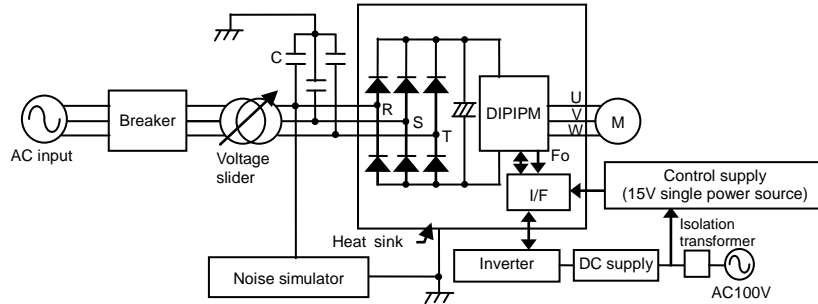 C
AC input
Breaker
Voltage
slider
R
S
T
DIPIPM
U
V
W
M
Fo
I/F
Control supply
(15V single power source)
Heat sink
Isolation
transformer
Noise simulator
Inverter
DC supply
AC100V